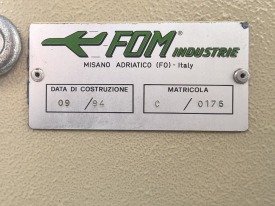 FOM® INDUSTRIE
MISANO ADRIATICO (FO) - Italy
DATA DI COSTRUZIONE MATRICOLA
09 / 94 C / 0175